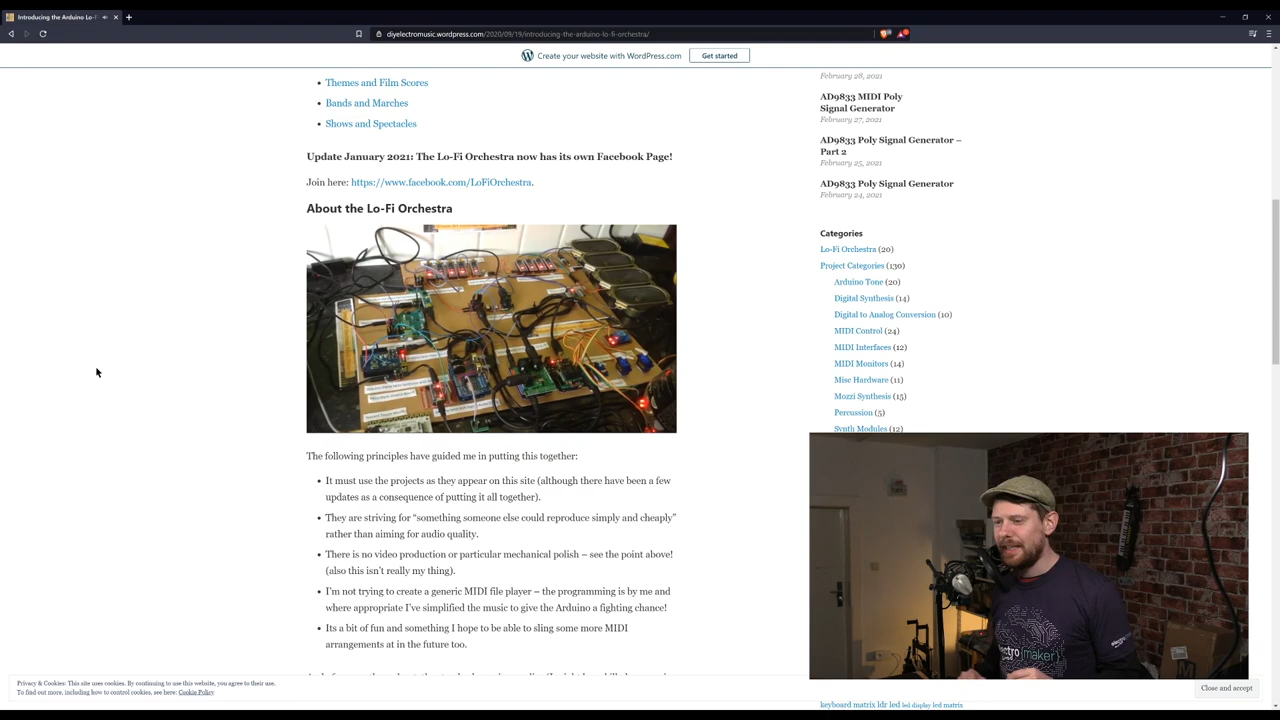 Introducing the Arduino Lo-F
diyelectromusic.wordpress.com/2020/09/19/introducing-the-arduino-lo-fi-orchestra/
Create your website with WordPress.com
Get started
Themes and Film Scores
Bands and Marches
Shows and Spectacles
Update January 2021: The Lo-Fi Orchestra now has its own Facebook Page!
Join here: https://www.facebook.com/LoFiOrchestra.
About the Lo-Fi Orchestra
The following principles have guided me in putting this together:
It must use the projects as they appear on this site (although there have been a few
updates as a consequence of putting it all together).
They are striving for “something someone else could reproduce simply and cheaply”
rather than aiming for audio quality.
There is no video production or particular mechanical polish – see the point above!
(also this isn’t really my thing).
I’m not trying to create a generic MIDI file player – the programming is by me and
where appropriate I’ve simplified the music to give the Arduino a fighting chance!
Its a bit of fun and something I hope to be able to sling some more MIDI
arrangements at in the future too.
February 28, 2021
AD9833 MIDI Poly
Signal Generator
February 27, 2021
AD9833 Poly Signal Generator –
Part 2
February 25, 2021
AD9833 Poly Signal Generator
February 24, 2021
Categories
Lo-Fi Orchestra (20)
Project Categories (130)
Arduino Tone (20)
Digital Synthesis (14)
Digital to Analog Conversion (10)
MIDI Control (24)
MIDI Interfaces (12)
MIDI Monitors (14)
Misc Hardware (11)
Mozzi Synthesis (15)
Percussion (5)
Synth Modules (12)
ctro maker
Privacy & Cookies: This site uses cookies. By continuing to use this website, you agree to their use.
To find out more, including how to control cookies, see here: Cookie Policy
Close and accept
keyboard matrix ldr led led display led matrix